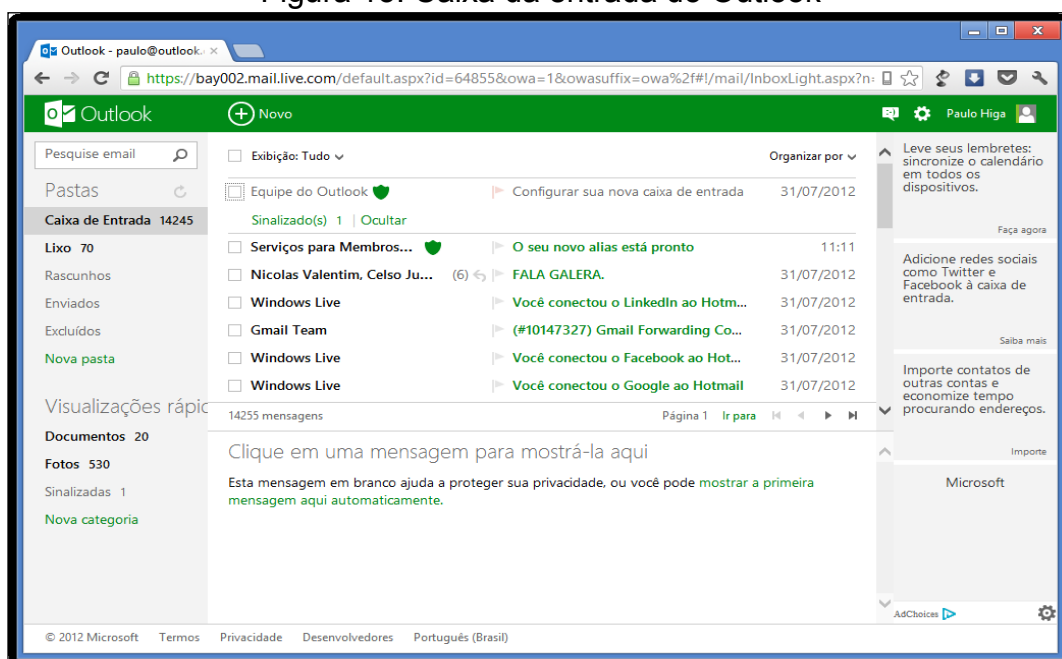 Outlook - paulo@outlook.
https://bay002.mail.live.com/default.aspx?id=64855&owa=1&owasuffix=owa%2f#!/mail/InboxLight.aspx?n=
Outlook
Novo
Paulo Higa
Pesquise email
Pastas
Caixa de Entrada 14245
Lixo 70
Rascunhos
Enviados
Excluídos
Nova pasta
Visualizações rápid
Documentos 20
Fotos 530
Sinalizadas 1
Nova categoria
Exibição: Tudo
Organizar por
Equipe do Outlook Configurar sua nova caixa de entrada 31/07/2012
Sinalizado(s) 1 | Ocultar
Serviços para Membros... O seu novo alias está pronto 11:11
Nicolas Valentim, Celso Ju... (6) FALA GALERA. 31/07/2012
Windows Live Você conectou o LinkedIn ao Hotm... 31/07/2012
Gmail Team (#10147327) Gmail Forwarding Co... 31/07/2012
Windows Live Você conectou o Facebook ao Hot... 31/07/2012
Windows Live Você conectou o Google ao Hotmail 31/07/2012
14255 mensagens Página 1 Ir para
Clique em uma mensagem para mostrá-la aqui
Esta mensagem em branco ajuda a proteger sua privacidade, ou você pode mostrar a primeira
mensagem aqui automaticamente.
Leve seus lembretes:
sincronize o calendário
em todos os
dispositivos.
Faça agora
Adicione redes sociais
como Twitter e
Facebook à caixa de
entrada.
Saiba mais
Importe contatos de
outras contas e
economize tempo
procurando endereços.
Importe
Microsoft
AdChoices
© 2012 Microsoft Termos Privacidade Desenvolvedores Português (Brasil)